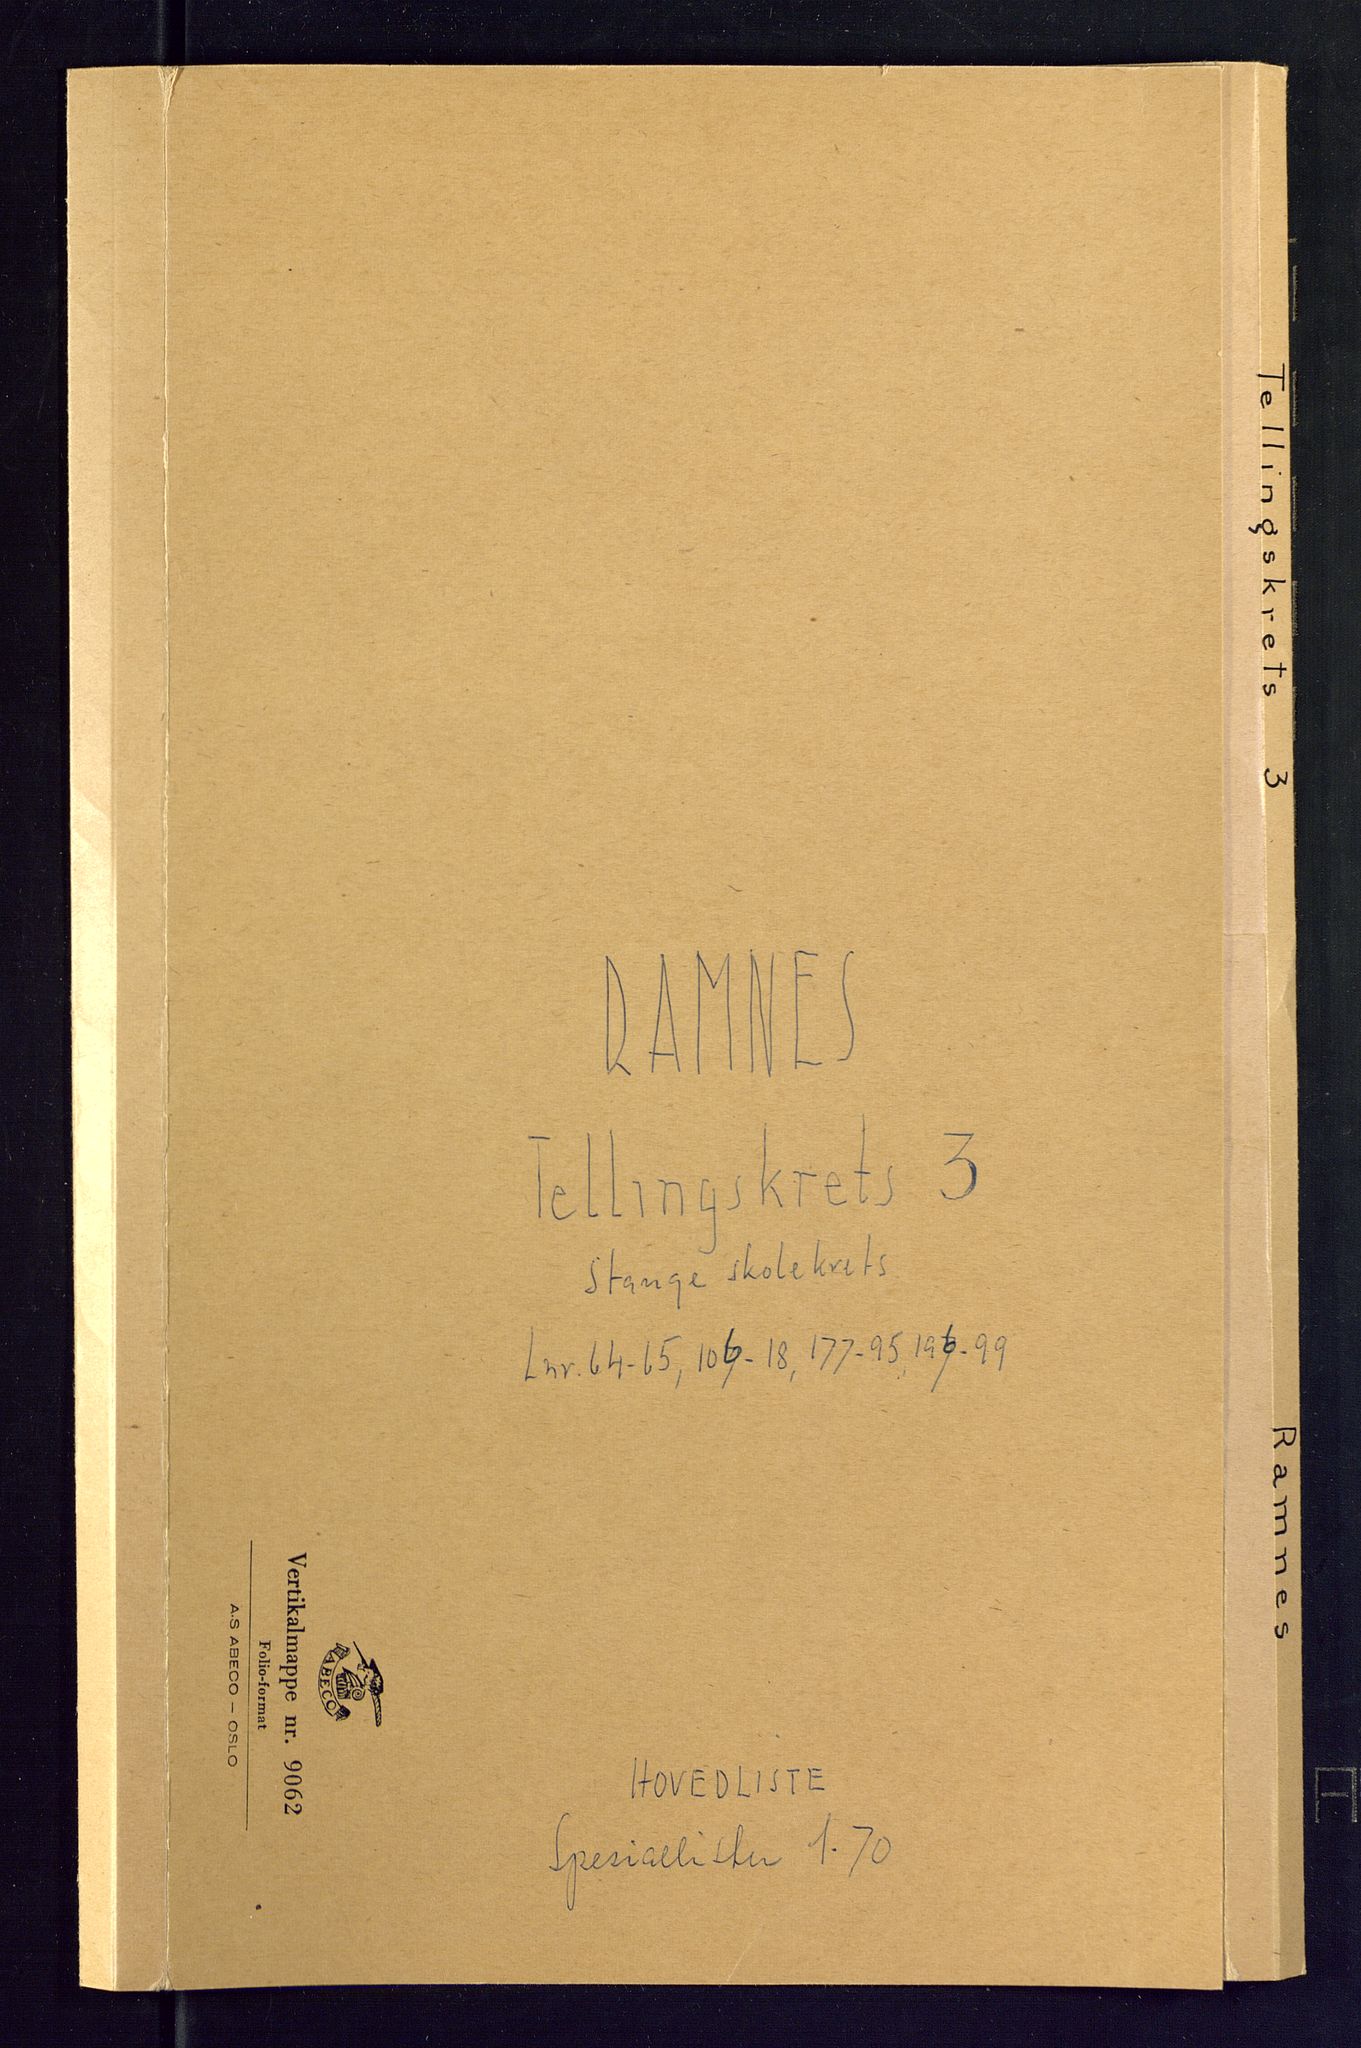 RAMNES
Tellingskrets 3
Stange skolekrets
Lnr. 64-65, 106-18, 177-95, 196-99
HOVEDLISTE
Spesiallister 1-70
Vertikalmappe nr. 9062
Folio-format
A.S ABECO – OSLO
ABECO
Tellingskrets 3
Ramnes